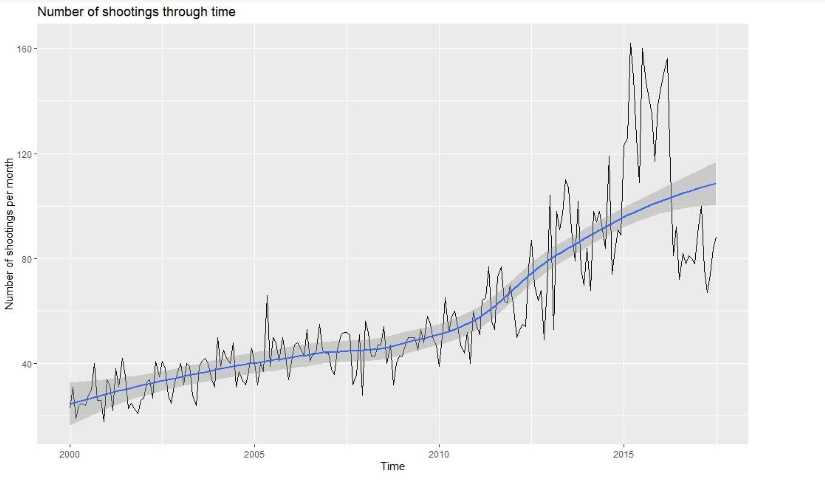 Number of shootings through time
Number of shootings per month
160
120
80
40
2000 2005 2010 2015
Time